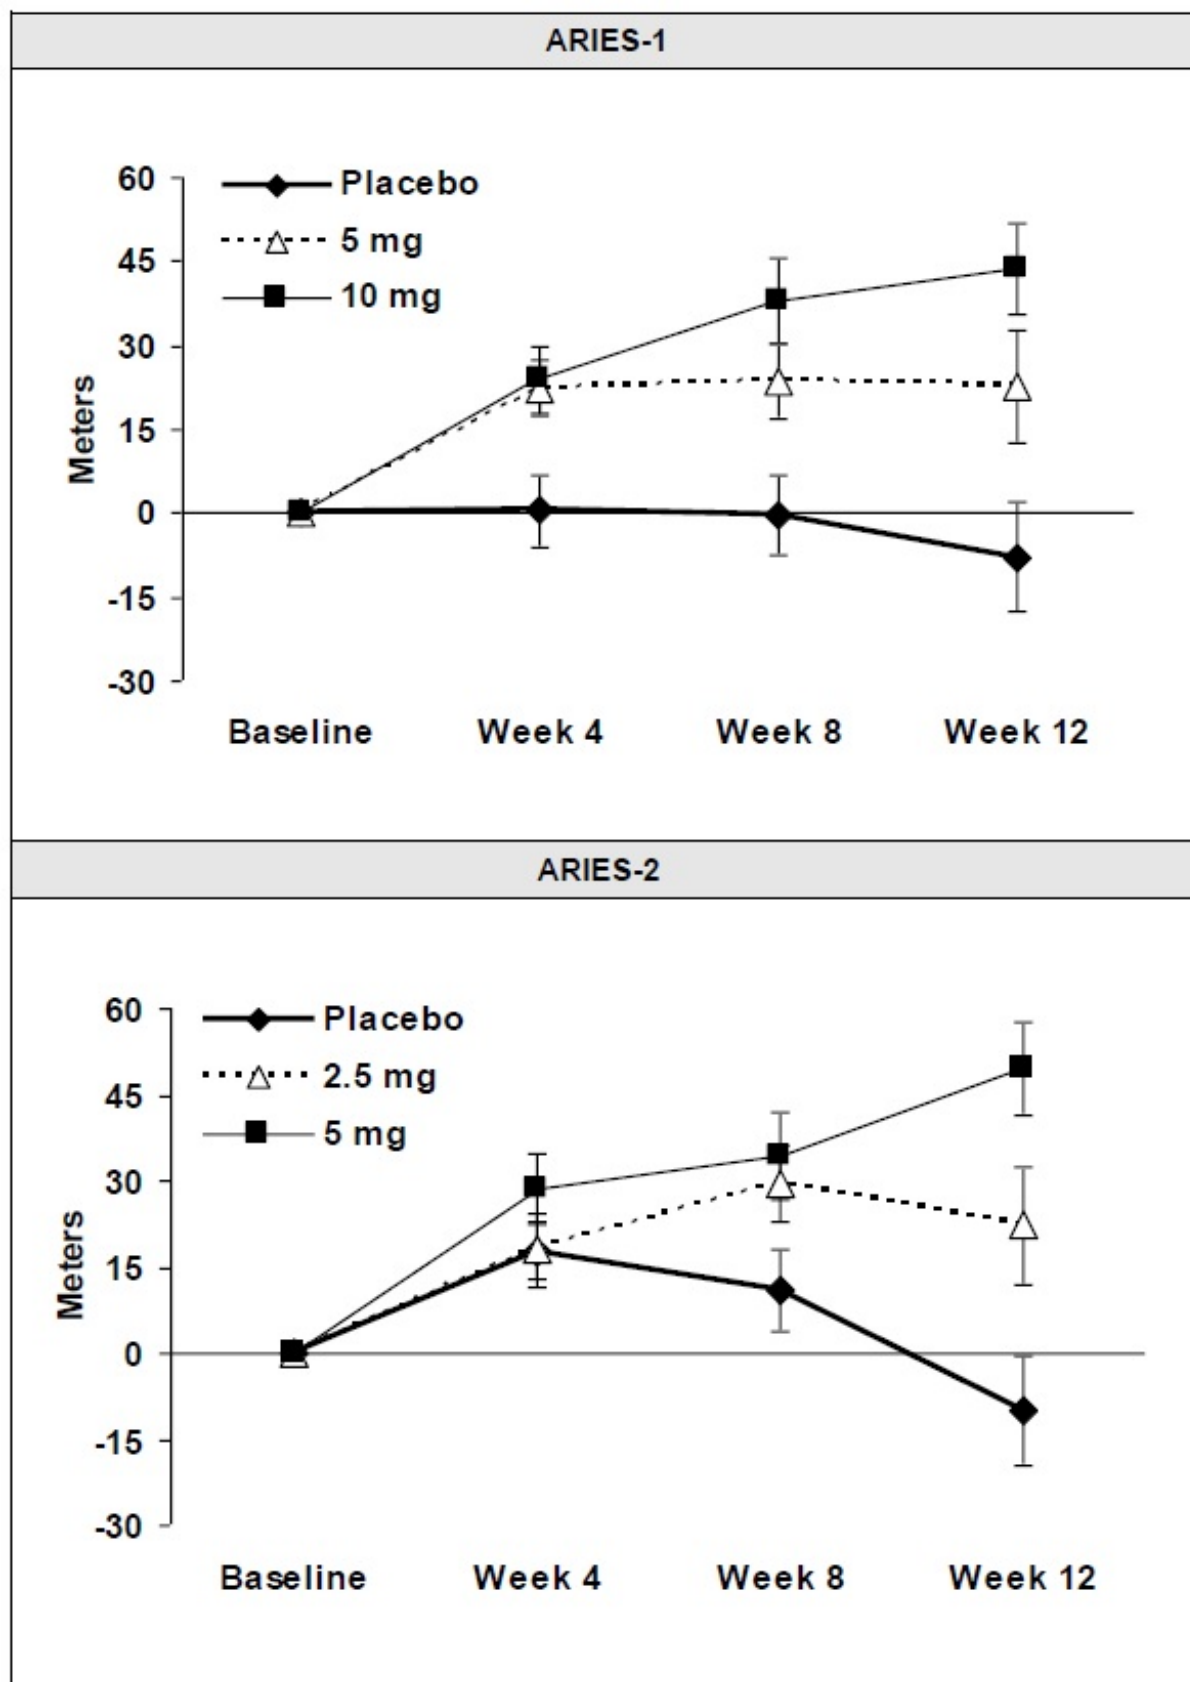 ARIES-1
Placebo
5 mg
10 mg
60
45
30
15
0
-15
-30
Meters
Baseline Week 4 Week 8 Week 12
ARIES-2
Placebo
2.5 mg
5 mg
60
45
30
15
0
-15
-30
Meters
Baseline Week 4 Week 8 Week 12